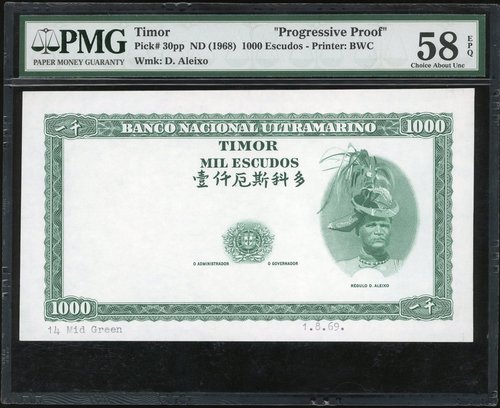 PMG
PAPER MONEY GUARANTY
Timor "Progressive Proof"
Pick# 30pp ND (1968) 1000 Escudos - Printer: BWC
Wmk: D. Aleixo
58 EPQ
Choice About Unc
一千 BANCO NACIONAL ULTRAMARINO 1000
TIMOR
MIL ESCUDOS
壹仟厄斯科多
O ADMINISTRADOR O GOVERNADOR
RÉGULO D. ALEIXO
1000 一千
14 Mid Green 1.8.69.